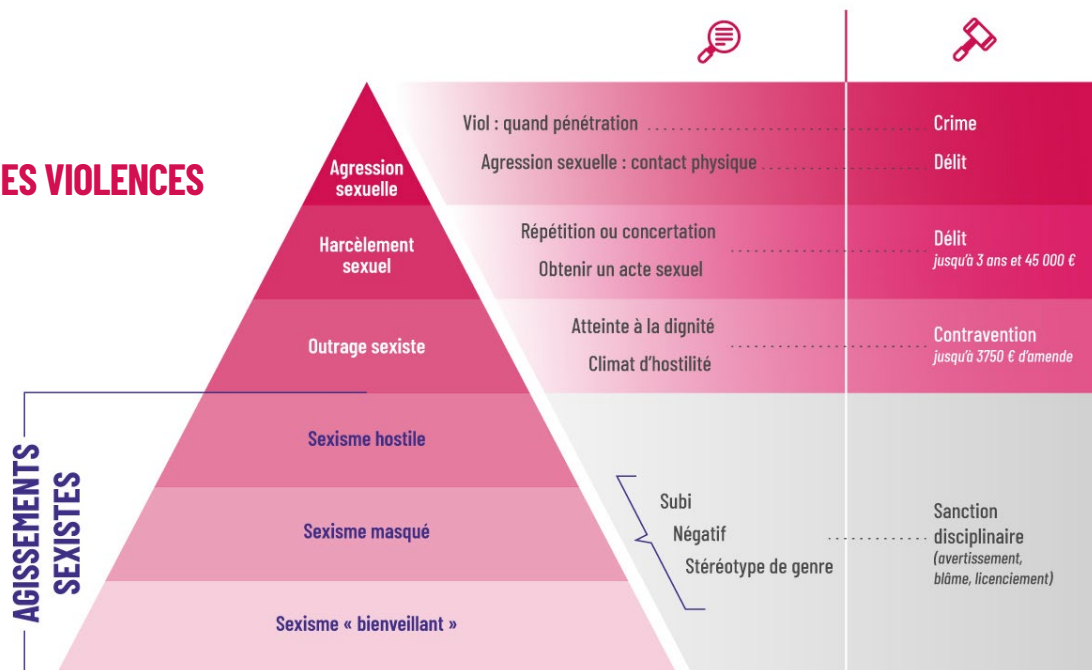 ES VIOLENCES
Agression
sexuelle
Viol : quand pénétration
Crime
Agression sexuelle : contact physique
Délit
Harcèlement
sexuel
Répétition ou concertation
Obtenir un acte sexuel
Délit
jusqu'à 3 ans et 45 000 €
Outrage sexiste
Atteinte à la dignité
Climat d'hostilité
Contravention
jusqu'à 3750 € d'amende
AGISSEMENTS
SEXISTES
Sexisme hostile
Sexisme masqué
Sexisme « bienveillant »
Subi
Négatif
Stéréotype de genre
Sanction
disciplinaire
(avertissement,
blâme, licenciement)